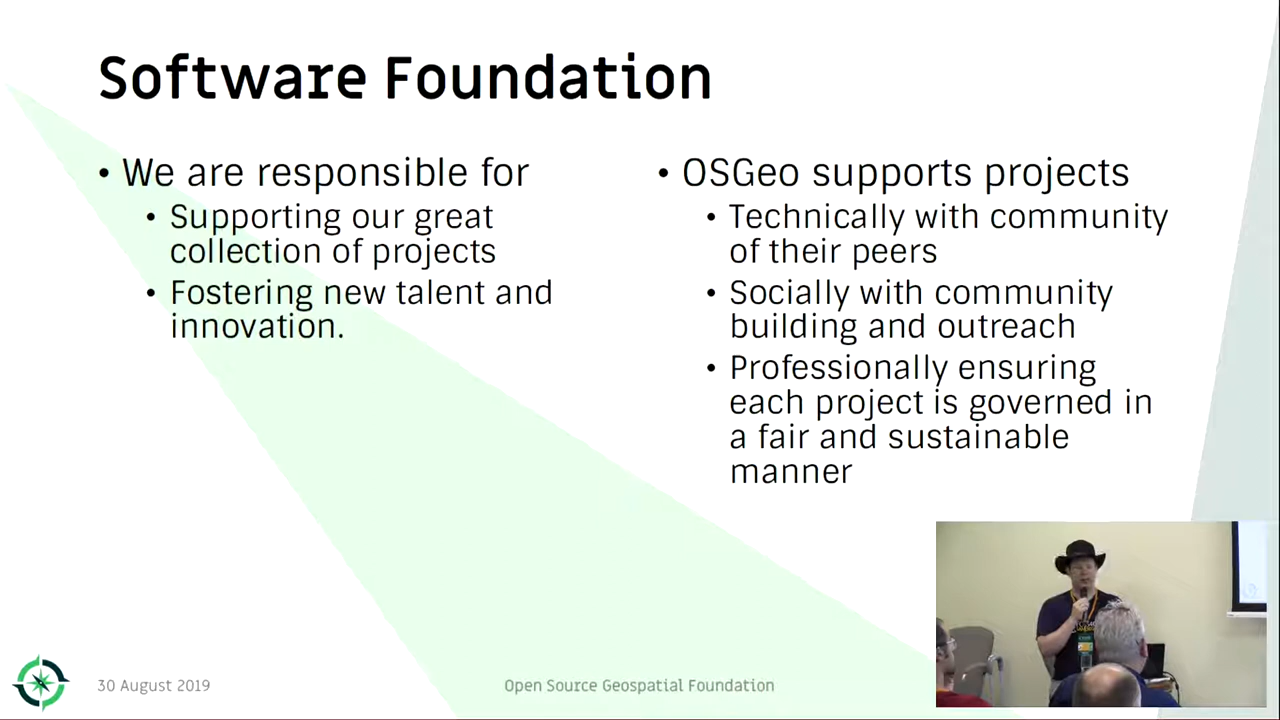 Software Foundation
• We are responsible for
• Supporting our great
collection of projects
• Fostering new talent and
innovation.
• OSGeo supports projects
• Technically with community
of their peers
• Socially with community
building and outreach
• Professionally ensuring
each project is governed in
a fair and sustainable
manner
30 August 2019
Open Source Geospatial Foundation